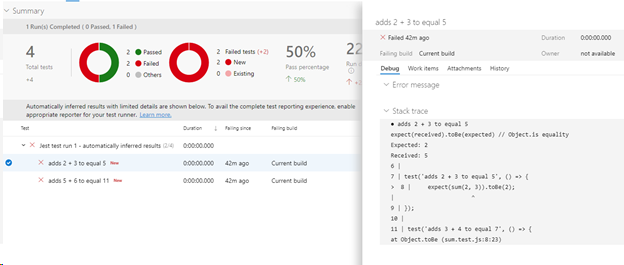 Summary
1 Run(s) Completed ( 0 Passed, 1 Failed )
4
Total tests
+4
2 Passed
2 Failed
0 Others
2 Failed tests (+2)
2 New
0 Existing
50%
Pass percentage
↑ 50%
22
Run
Automatically inferred results with limited details are shown below. To avail the complete test reporting experience, enable
appropriate reporter for your test runner. Learn more.
Test Duration ↓ Failing since Failing build
Jest test run 1 - automatically inferred results (2/4) 0:00:00.000
adds 2 + 3 to equal 5 New 0:00:00.000 42m ago Current build
adds 5 + 6 to equal 11 New 0:00:00.000 42m ago Current build
adds 2 + 3 to equal 5
Failed 42m ago Duration 0:00:00.000
Failing build Current build Owner not available
Debug Work items Attachments History
Error message
Stack trace
● adds 2 + 3 to equal 5
expect(received).toBe(expected) // Object.is equality
Expected: 2
Received: 5
6 |
7 | test('adds 2 + 3 to equal 5', () => {
> 8 | expect(sum(2, 3)).toBe(2);
| ^
9 | });
10 |
11 | test('adds 3 + 4 to equal 7', () => {
at Object.toBe (sum.test.js:8:23)